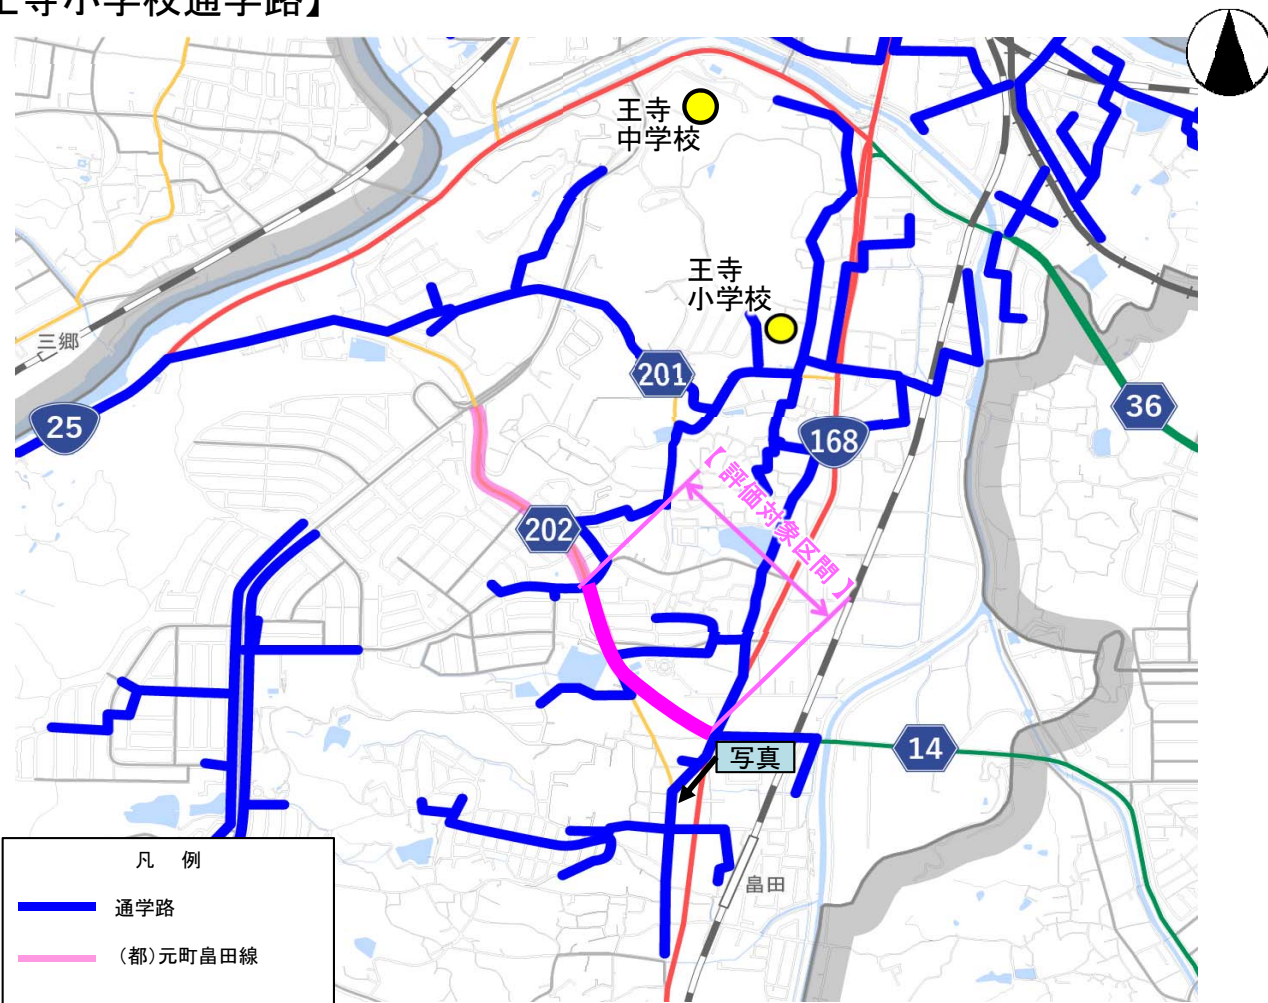 王寺小学校通学路】
王寺
中学校
王寺
小学校
三郷
201
25
36
168
【 評価対象区間 】
202
14
写真
畠田
凡 例
通学路
(都)元町畠田線